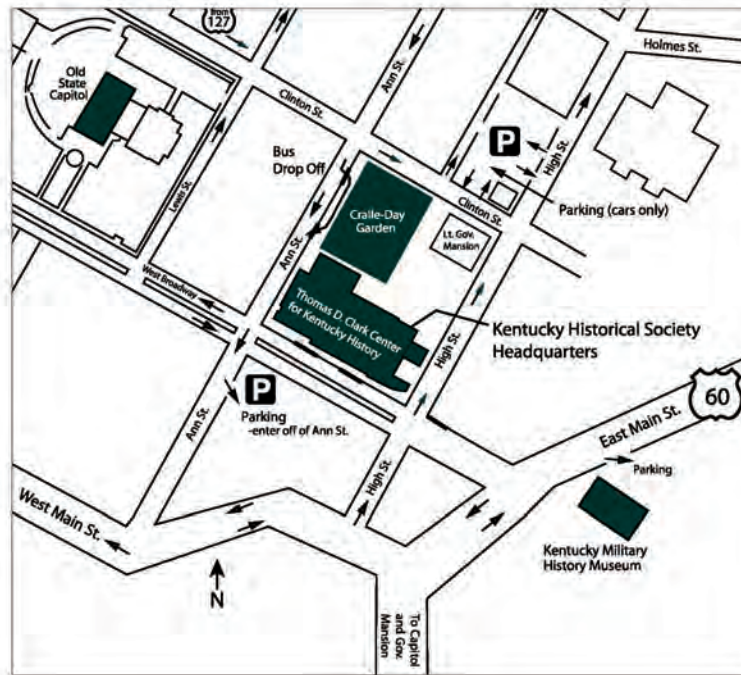 from
127
Holmes St.
Ann St.
Old
State
Capitol
Clinton St.
P
High St.
Bus
Drop Off
Lewis St.
Cralle-Day
Garden
Clinton St.
Parking (cars only)
Lt. Gov.
Mansion
Ann St.
West Broadway
Thomas D. Clark Center
for Kentucky History
Kentucky Historical Society
Headquarters
High St.
60
P
Parking
-enter off of Ann St.
East Main St.
Ann St.
Parking
High St.
West Main St.
Kentucky Military
History Museum
N
To Capitol
and Gov.
Mansion